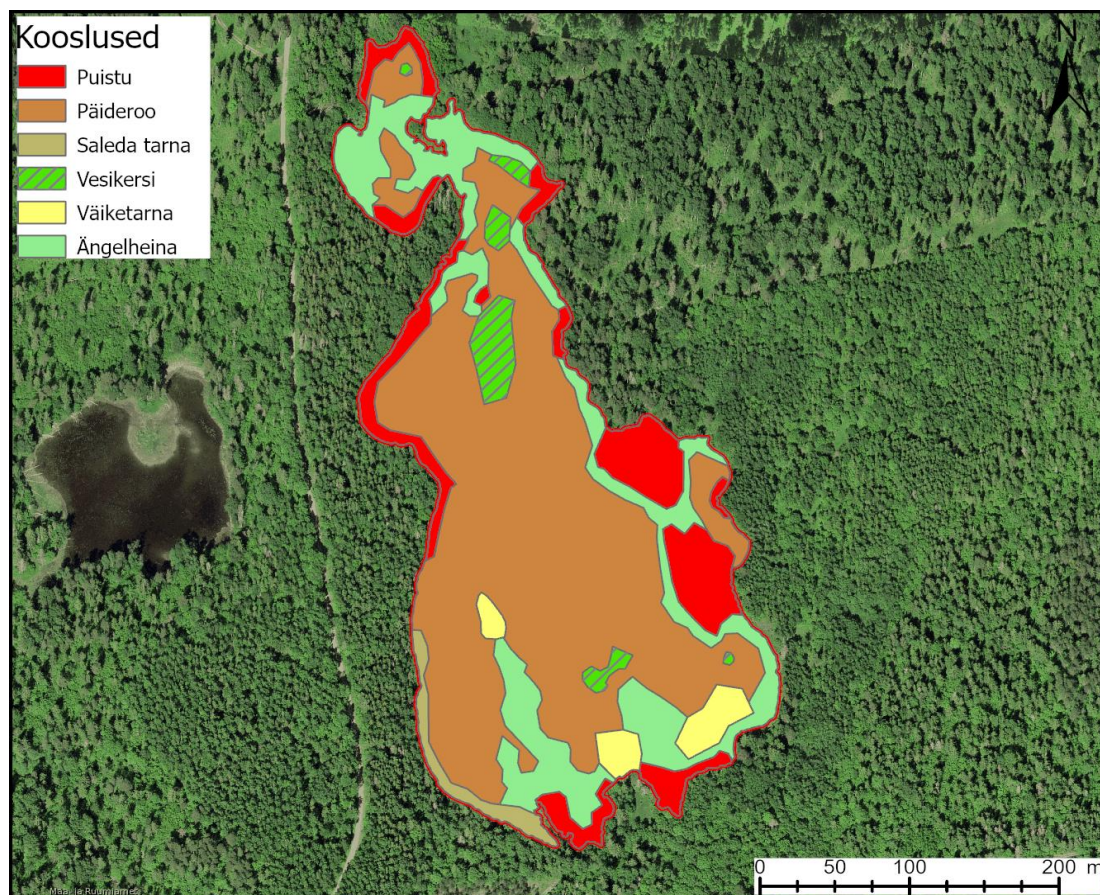 Kooslused
Puistu
Päideroo
Saleda tarna
Vesikersi
Väiketarna
Ängelheina
N
0 50 100 200 m